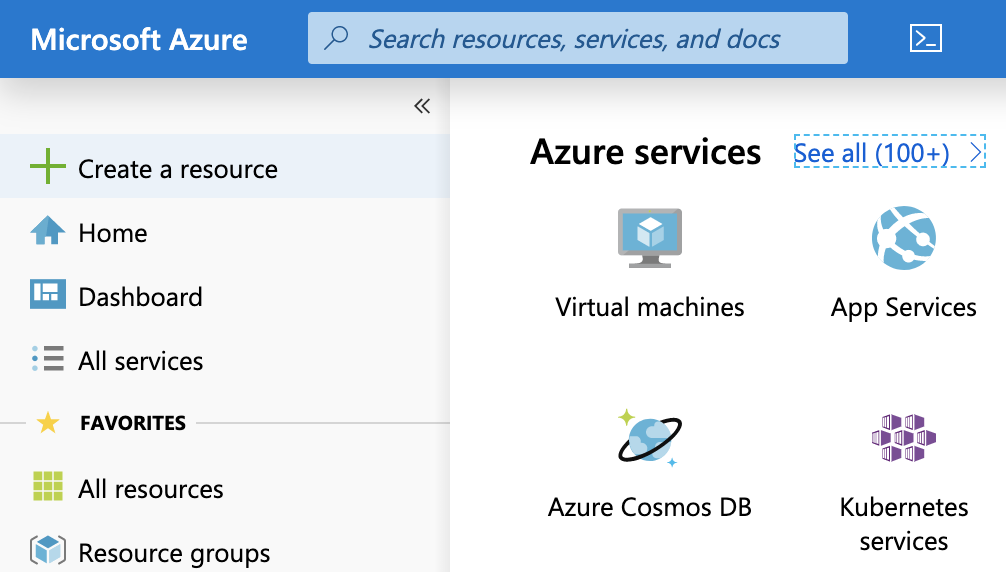 Microsoft Azure
Search resources, services, and docs
Create a resource
Home
Dashboard
All services
FAVORITES
All resources
Resource groups
Azure services
See all (100+)
Virtual machines
App Services
Azure Cosmos DB
Kubernetes
services